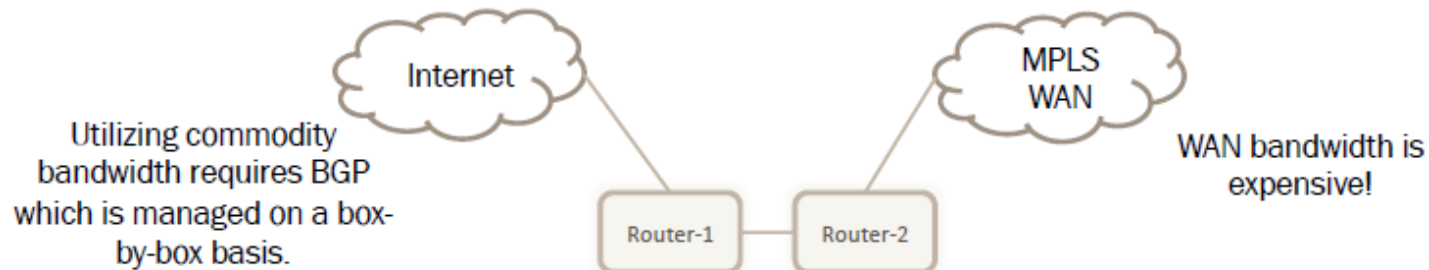 Internet
MPLS
WAN
Utilizing commodity
bandwidth requires BGP
which is managed on a box-
by-box basis.
WAN bandwidth is
expensive!
Router-1
Router-2